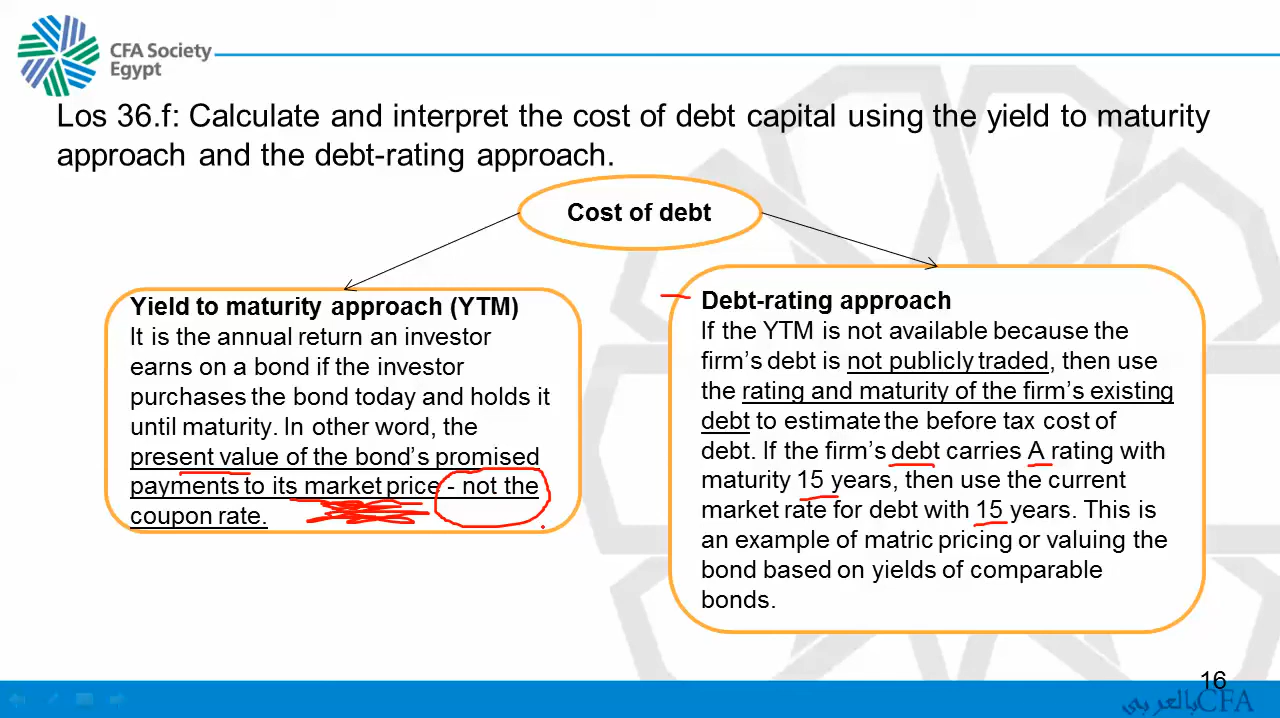 CFA Society
Egypt
Los 36.f: Calculate and interpret the cost of debt capital using the yield to maturity
approach and the debt-rating approach.
Cost of debt
Yield to maturity approach (YTM)
It is the annual return an investor
earns on a bond if the investor
purchases the bond today and holds it
until maturity. In other word, the
present value of the bond's promised
payments to its market price - not the
coupon rate.
Debt-rating approach
If the YTM is not available because the
firm's debt is not publicly traded, then use
the rating and maturity of the firm's existing
debt to estimate the before tax cost of
debt. If the firm's debt carries A rating with
maturity 15 years, then use the current
market rate for debt with 15 years. This is
an example of matric pricing or valuing the
bond based on yields of comparable
bonds.
16
CFA بالعربي